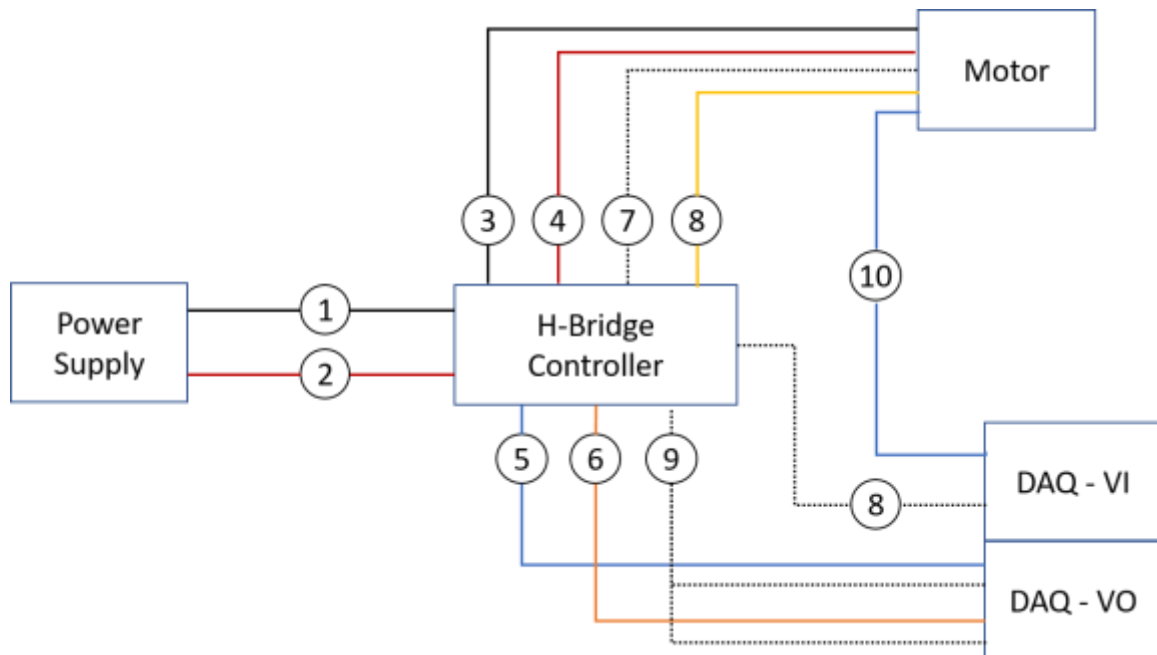 Motor
3
4
7
8
10
Power
Supply
1
2
H-Bridge
Controller
5
6
9
8
DAQ - VI
DAQ - VO